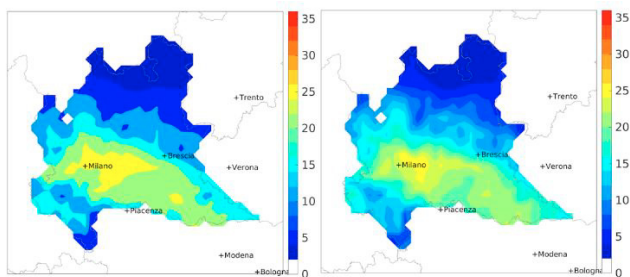 35
30
25
20
15
10
5
0
+Trento
+Milano
+Brescia
+Verona
+Piacenza
+Modena
+Bologna
35
30
25
20
15
10
5
0
+Trento
+Milano
+Brescia
+Verona
+Piacenza
+Modena
+Bologna